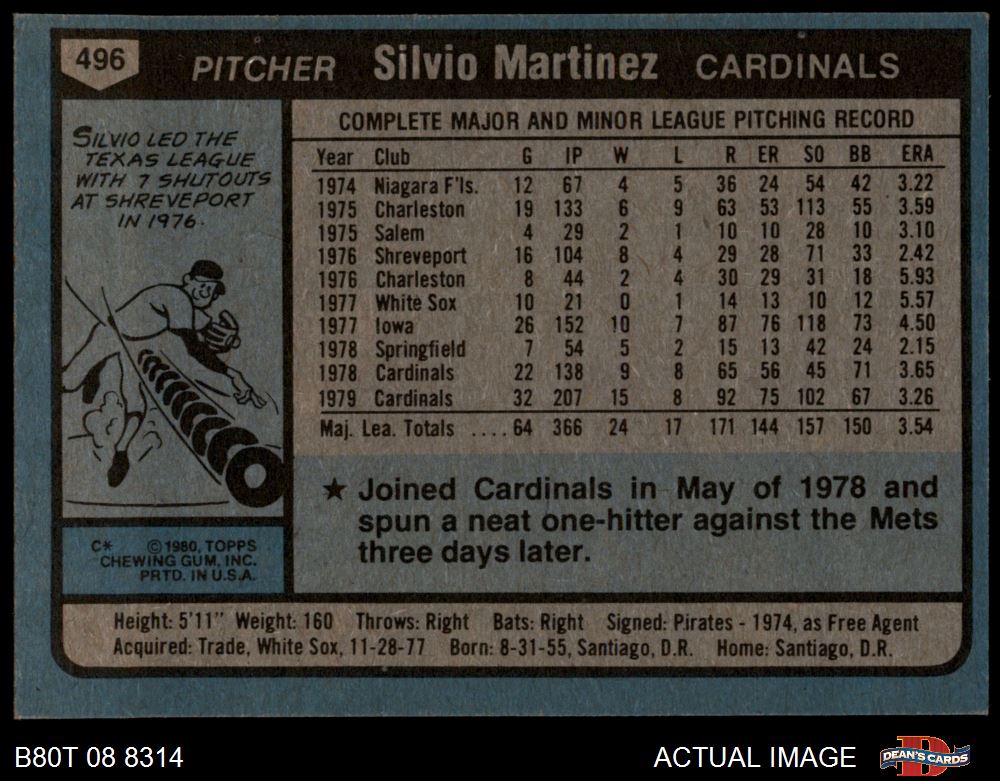 496 PITCHER Silvio Martinez CARDINALS
SILVIO LED THE
TEXAS LEAGUE
WITH 7 SHUTOUTS
AT SHREVEPORT
IN 1976.
COMPLETE MAJOR AND MINOR LEAGUE PITCHING RECORD
Year Club G IP W L R ER SO BB ERA
1974 Niagara F'ls. 12 67 4 5 36 24 54 42 3.22
1975 Charleston 19 133 6 9 63 53 113 55 3.59
1975 Salem 4 29 2 1 10 10 28 10 3.10
1976 Shreveport 16 104 8 4 29 28 71 33 2.42
1976 Charleston 8 44 2 4 30 29 31 18 5.93
1977 White Sox 10 21 0 1 14 13 10 12 5.57
1977 Iowa 26 152 10 7 87 76 118 73 4.50
1978 Springfield 7 54 5 2 15 13 42 24 2.15
1978 Cardinals 22 138 9 8 65 56 45 71 3.65
1979 Cardinals 32 207 15 8 92 75 102 67 3.26
Maj. Lea. Totals ....64 366 24 17 171 144 157 150 3.54
★ Joined Cardinals in May of 1978 and
spun a neat one-hitter against the Mets
three days later.
C* ©1980, TOPPS
CHEWING GUM, INC.
PRTD. IN U.S.A.
Height: 5'11" Weight: 160 Throws: Right Bats: Right Signed: Pirates - 1974, as Free Agent
Acquired: Trade, White Sox, 11-28-77 Born: 8-31-55, Santiago, D.R. Home: Santiago, D.R.
B80T 08 8314 ACTUAL IMAGE DEAN'S CARDS